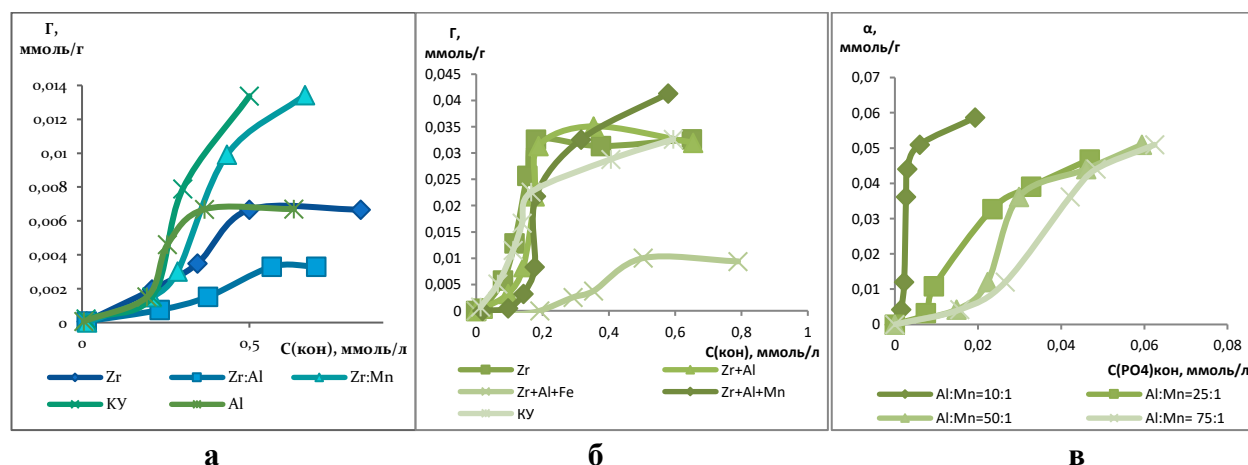 Г,
ммоль/г
0,014
0,012
0,01
0,008
0,006
0,004
0,002
0
0
0,5
С(кон), ммоль/л
Zr
Zr:Al
Zr:Mn
КУ
Al
а
Г,
ммоль/г
0,045
0,04
0,035
0,03
0,025
0,02
0,015
0,01
0,005
0
0
0,2
0,4
0,6
0,8
1
С(кон), ммоль/л
Zr
Zr+Al
Zr+Al+Fe
Zr+Al+Mn
КУ
б
α,
ммоль/г
0,07
0,06
0,05
0,04
0,03
0,02
0,01
0
0
0,02
0,04
0,06
0,08
С(PO4)кон, ммоль/л
Al:Mn=10:1
Al:Mn=25:1
Al:Mn=50:1
Al:Mn= 75:1
в